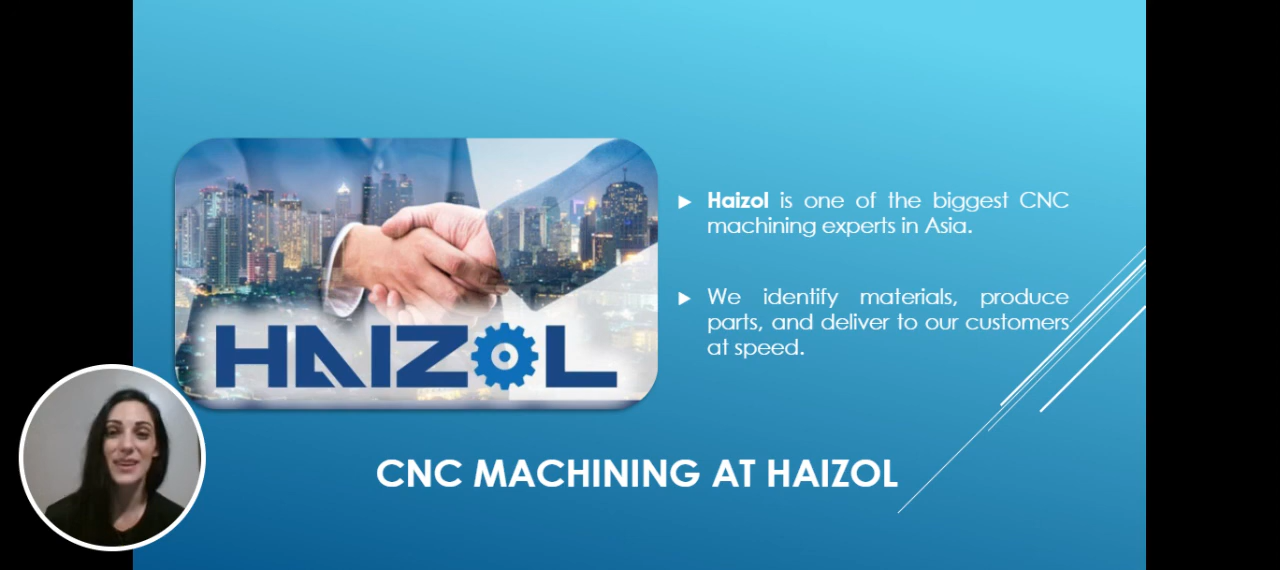 Haizol is one of the biggest CNC
machining experts in Asia.
We identify materials, produce
parts, and deliver to our customers
at speed.
HAIZOL
CNC MACHINING AT HAIZOL